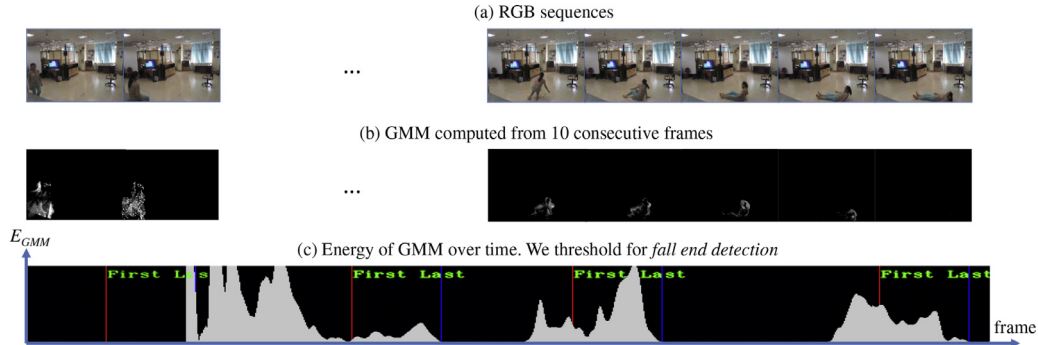 (a) RGB sequences
...
(b) GMM computed from 10 consecutive frames
...
E_GMM
(c) Energy of GMM over time. We threshold for fall end detection
First Las First Last First Last First Last
frame